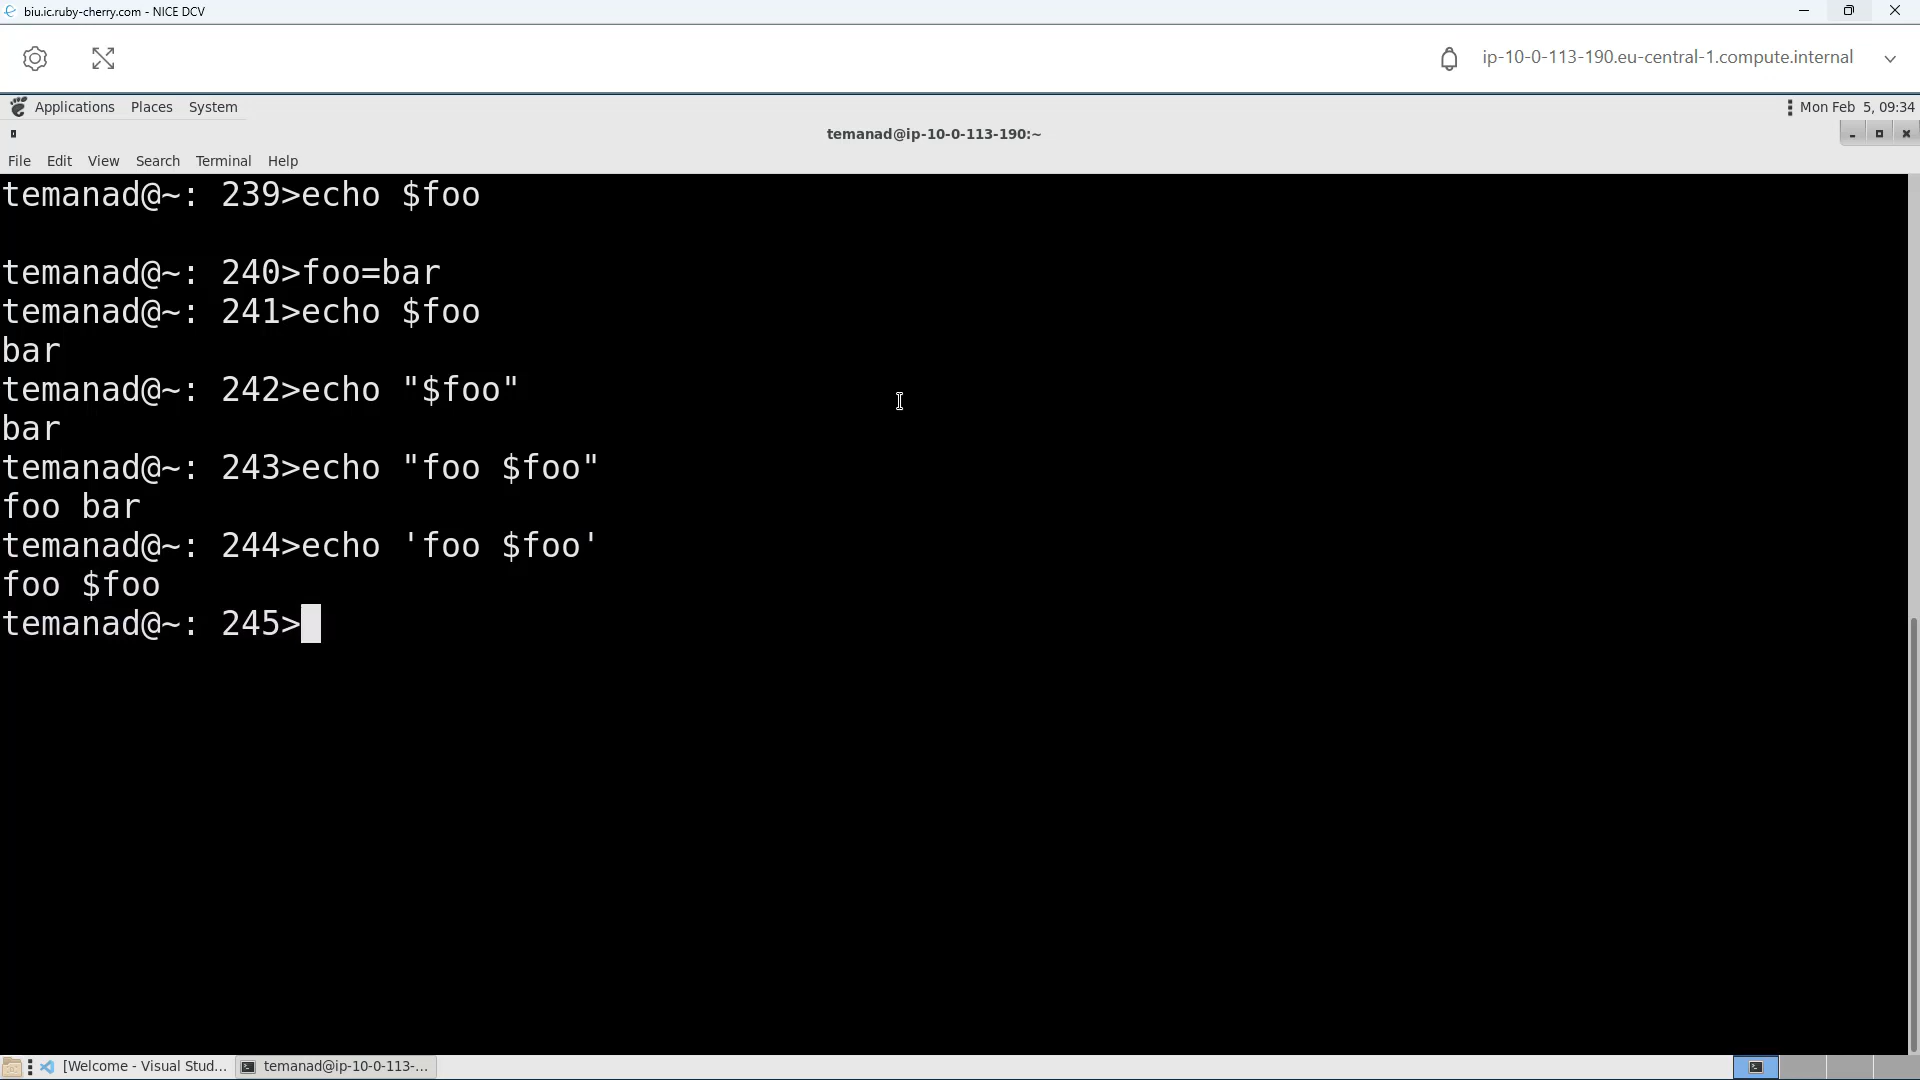 biu.ic.ruby-cherry.com - NICE DCV
ip-10-0-113-190.eu-central-1.compute.internal
Applications Places System
Mon Feb 5, 09:34
temanad@ip-10-0-113-190:~
File Edit View Search Terminal Help
temanad@~: 239>echo $foo
temanad@~: 240>foo=bar
temanad@~: 241>echo $foo
bar
temanad@~: 242>echo "$foo"
bar
temanad@~: 243>echo "foo $foo"
foo bar
temanad@~: 244>echo 'foo $foo'
foo $foo
temanad@~: 245>
[Welcome - Visual Stud... temanad@ip-10-0-113-...